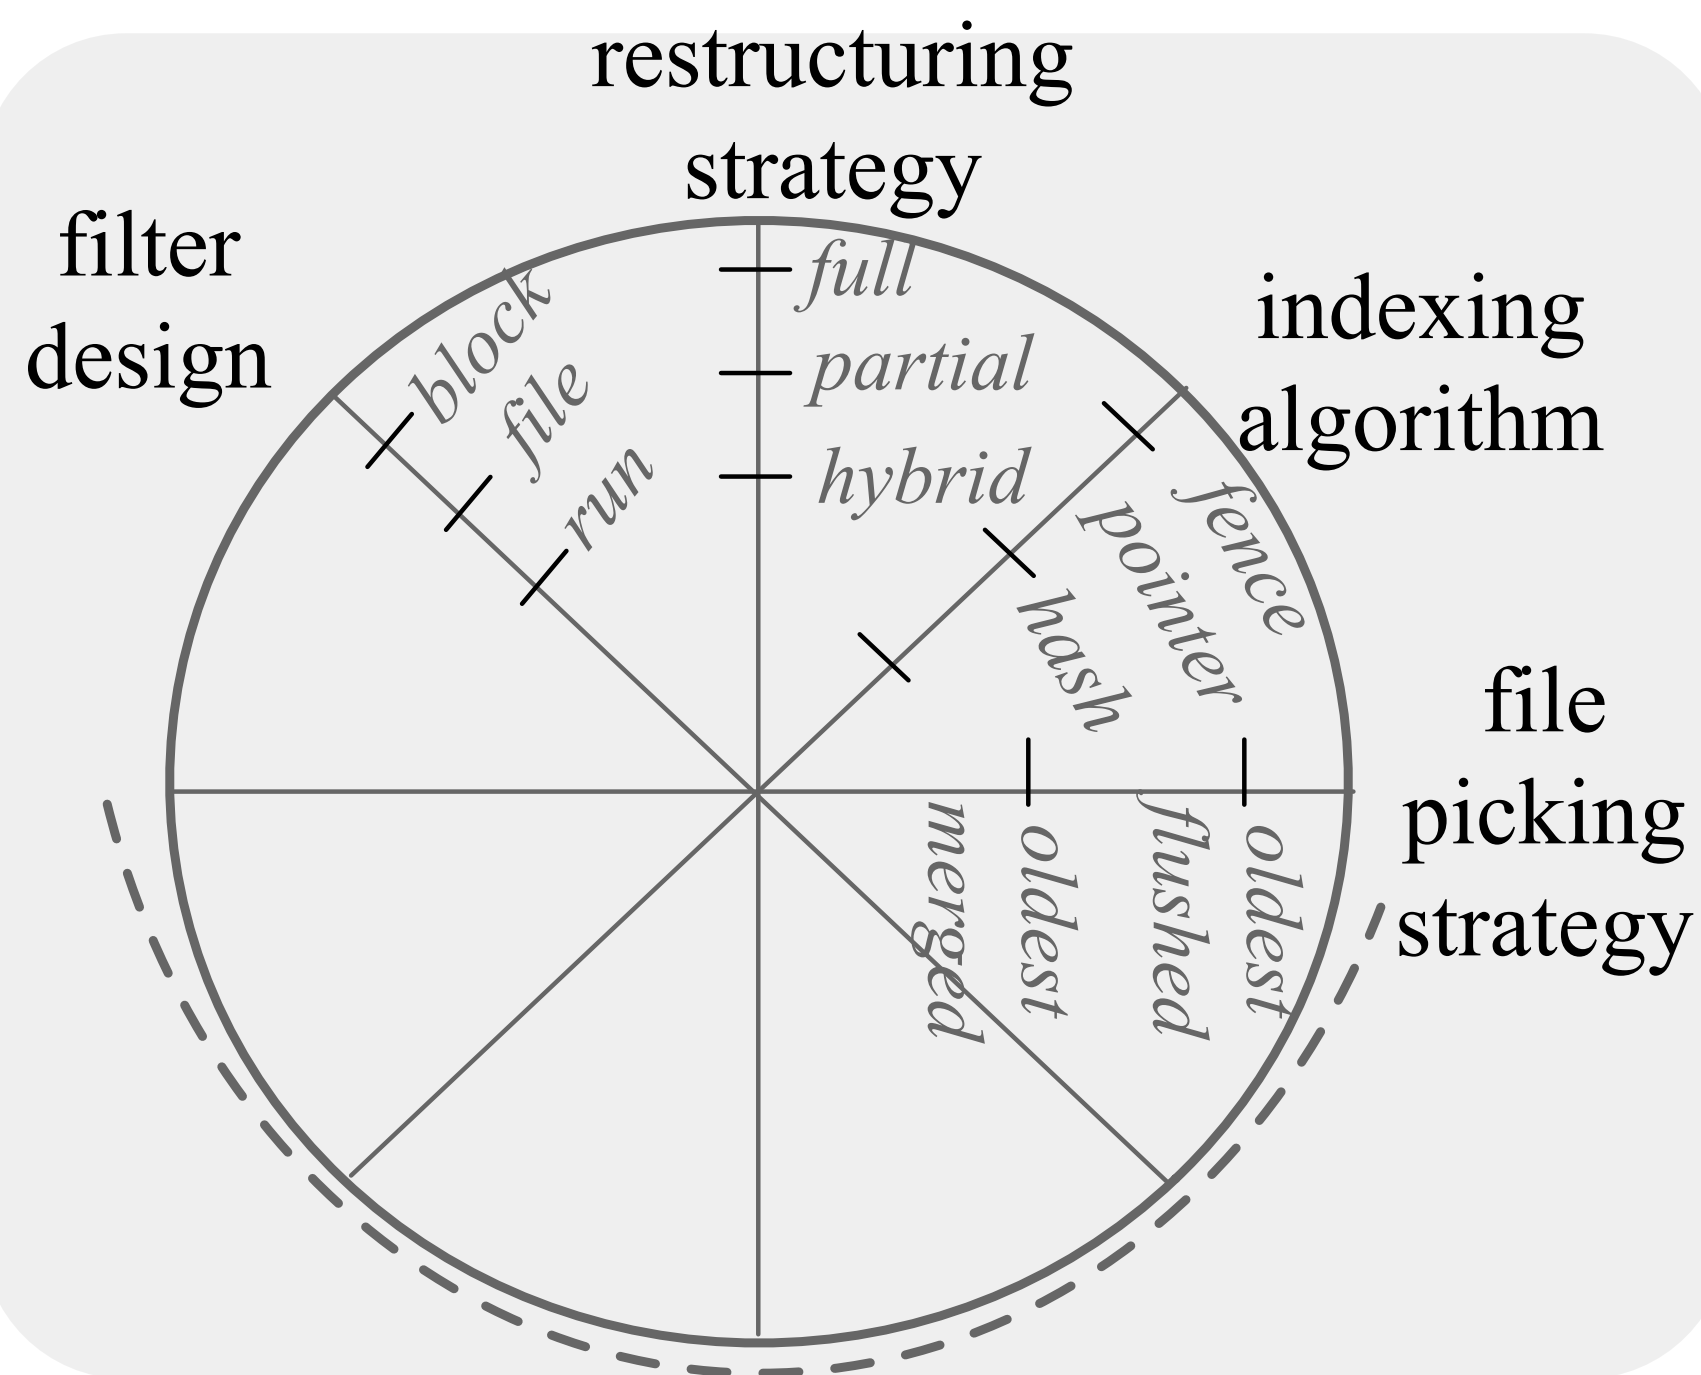 restructuring
strategy
filter
design
indexing
algorithm
file
picking
strategy
block
file
run
full
partial
hybrid
fence
pointer
hash
oldest
flushed
oldest
merged